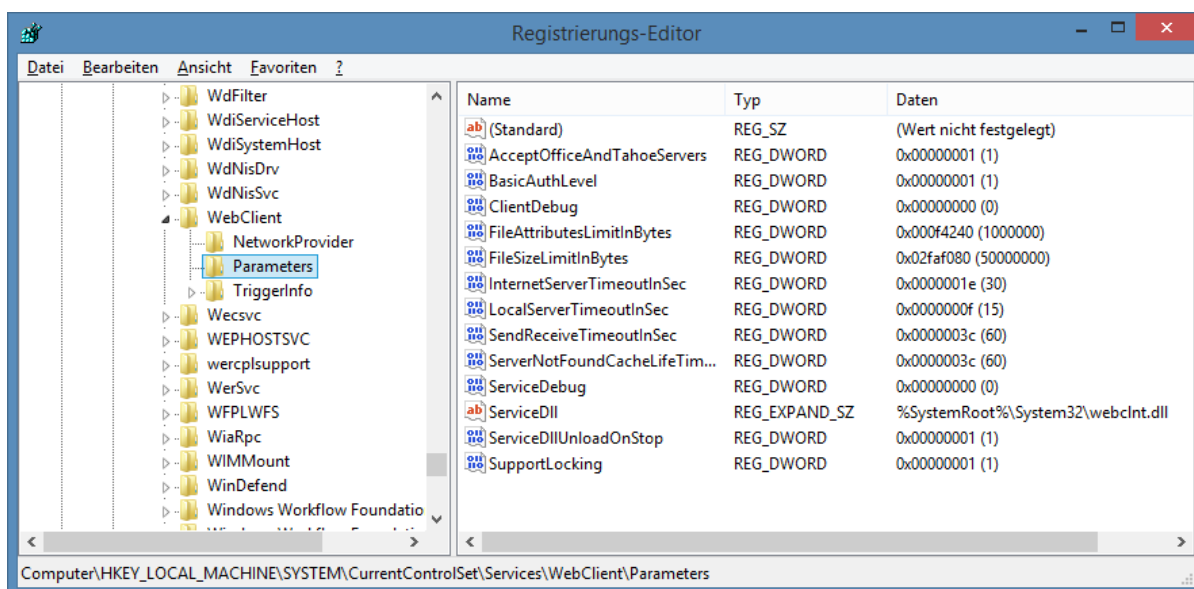 Registrierungs-Editor
Datei Bearbeiten Ansicht Favoriten ?
WdFilter
WdiServiceHost
WdiSystemHost
WdNisDrv
WdNisSvc
WebClient
NetworkProvider
Parameters
TriggerInfo
Wecsvc
WEPHOSTSVC
wercplsupport
WerSvc
WFPLWFS
WiaRpc
WIMMount
WinDefend
Windows Workflow Foundatio
Name Typ Daten
(Standard) REG_SZ (Wert nicht festgelegt)
AcceptOfficeAndTahoeServers REG_DWORD 0x00000001 (1)
BasicAuthLevel REG_DWORD 0x00000001 (1)
ClientDebug REG_DWORD 0x00000000 (0)
FileAttributesLimitInBytes REG_DWORD 0x000f4240 (1000000)
FileSizeLimitInBytes REG_DWORD 0x02faf080 (50000000)
InternetServerTimeoutInSec REG_DWORD 0x0000001e (30)
LocalServerTimeoutInSec REG_DWORD 0x0000000f (15)
SendReceiveTimeoutInSec REG_DWORD 0x0000003c (60)
ServerNotFoundCacheLifeTim... REG_DWORD 0x0000003c (60)
ServiceDebug REG_DWORD 0x00000000 (0)
ServiceDll REG_EXPAND_SZ %SystemRoot%\System32\webclnt.dll
ServiceDllUnloadOnStop REG_DWORD 0x00000001 (1)
SupportLocking REG_DWORD 0x00000001 (1)
Computer\HKEY_LOCAL_MACHINE\SYSTEM\CurrentControlSet\Services\WebClient\Parameters